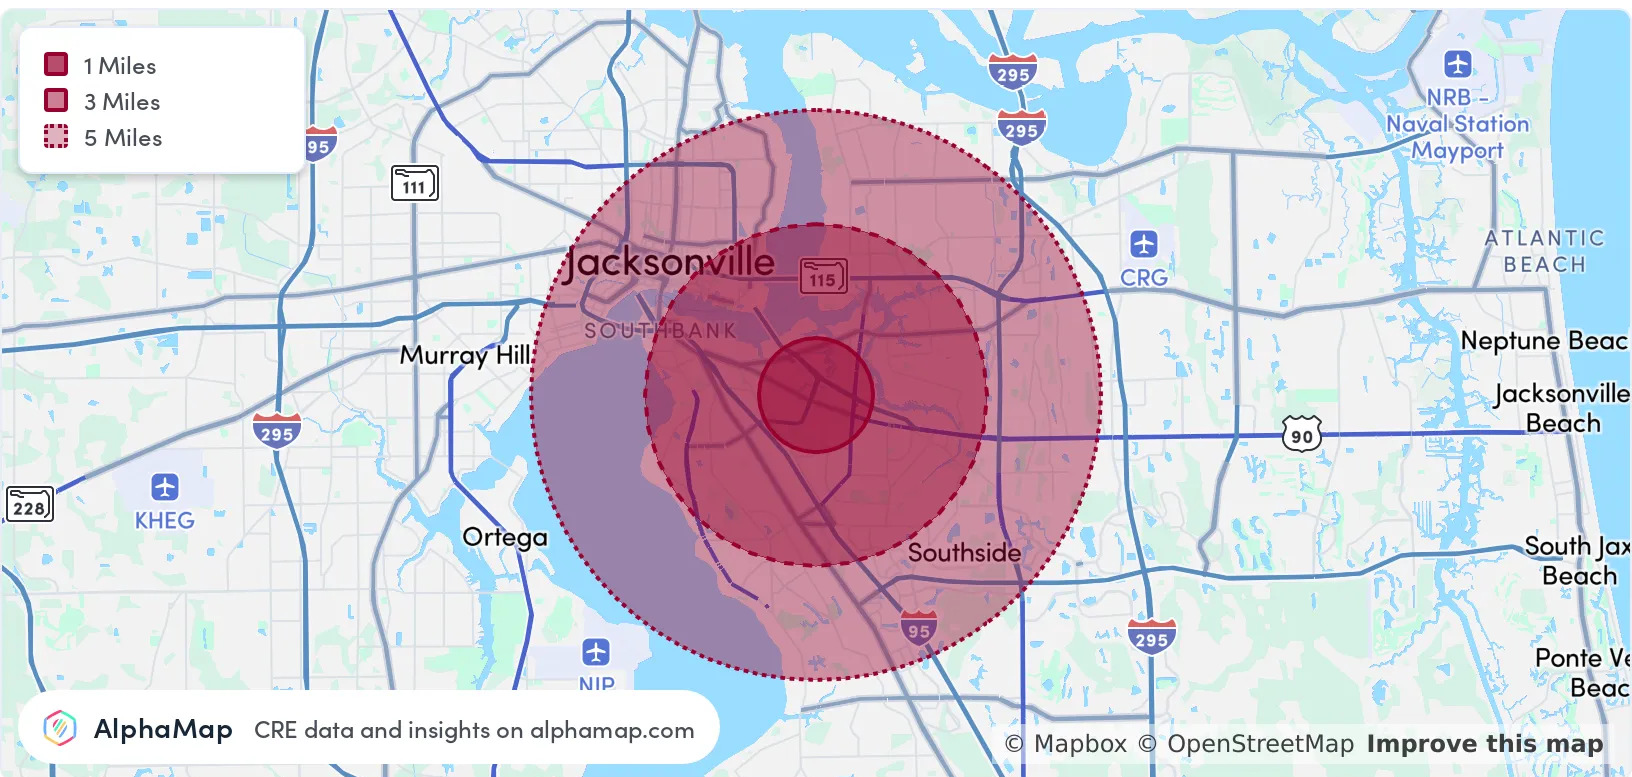 1 Miles
3 Miles
5 Miles
295
295
95
111
NRB -
Naval Station
Mayport
CRG
ATLANTIC
BEACH
Jacksonville
115
SOUTHBANK
Murray Hill
Neptune Beac
Jacksonville
Beach
295
90
KHEG
228
Ortega
Southside
South Jax
Beach
95
295
NIP
Ponte Ve
Beac
AlphaMap CRE data and insights on alphamap.com
© Mapbox © OpenStreetMap Improve this map